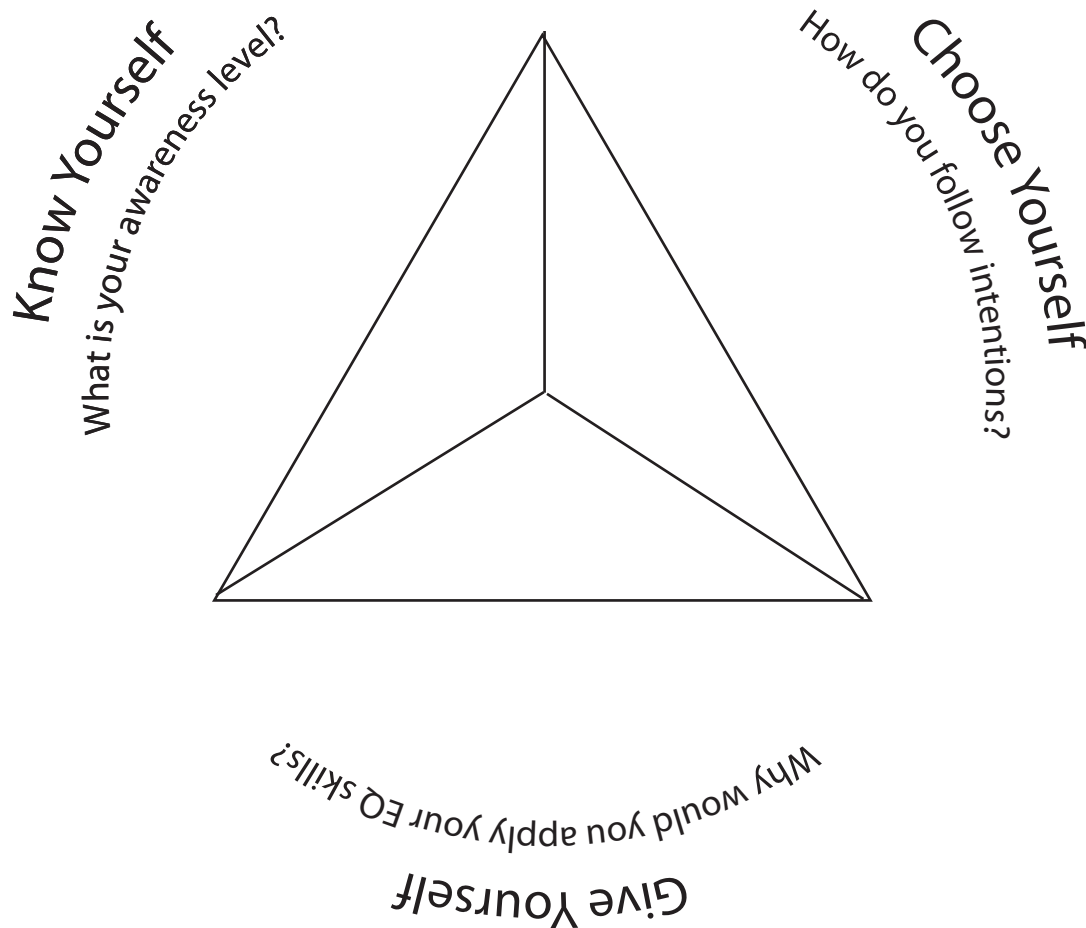 Know Yourself
What is your awareness level?
Choose Yourself
How do you follow intentions?
Give Yourself
Why would you apply your EQ skills?